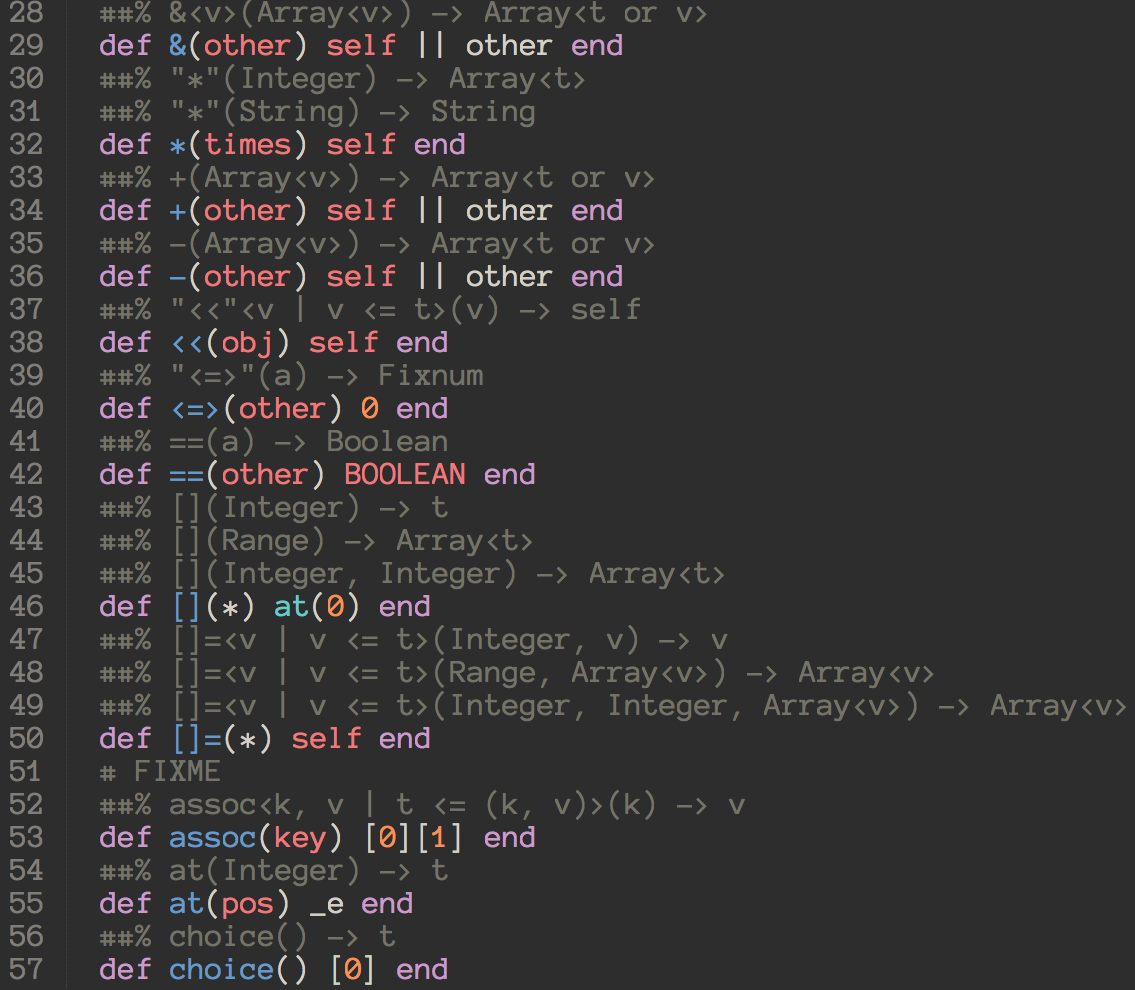 28 ##% &<v>(Array<v>) -> Array<t or v>
29 def &(other) self || other end
30 ##% "*"(Integer) -> Array<t>
31 ##% "*"(String) -> String
32 def *(times) self end
33 ##% +(Array<v>) -> Array<t or v>
34 def +(other) self || other end
35 ##% -(Array<v>) -> Array<t or v>
36 def -(other) self || other end
37 ##% "<<"<v | v <= t>(v) -> self
38 def <<(obj) self end
39 ##% "<=>"(a) -> Fixnum
40 def <=>(other) 0 end
41 ##% ==(a) -> Boolean
42 def ==(other) BOOLEAN end
43 ##% [](Integer) -> t
44 ##% [](Range) -> Array<t>
45 ##% [](Integer, Integer) -> Array<t>
46 def [](*) at(0) end
47 ##% []=<v | v <= t>(Integer, v) -> v
48 ##% []=<v | v <= t>(Range, Array<v>) -> Array<v>
49 ##% []=<v | v <= t>(Integer, Integer, Array<v>) -> Array<v>
50 def []=(*) self end
51 # FIXME
52 ##% assoc<k, v | t <= (k, v)>(k) -> v
53 def assoc(key) [0][1] end
54 ##% at(Integer) -> t
55 def at(pos) _e end
56 ##% choice() -> t
57 def choice() [0] end